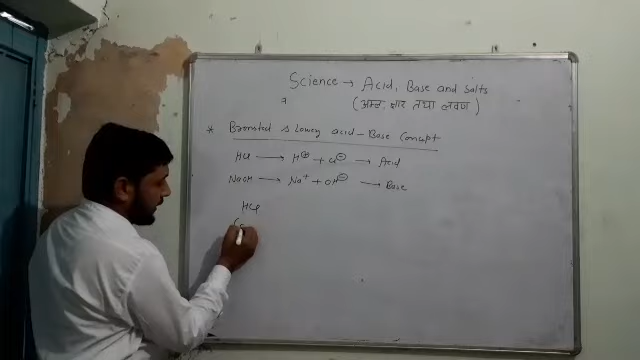 Science → Acid, Base and Salts
(अम्ल, क्षार तथा लवण)
* Bronsted & Lowry acid-Base Concept
HCl → H⊕ + Cl⊖ → Acid
NaOH → Na⁺ + OH⊖ → Base
HCl